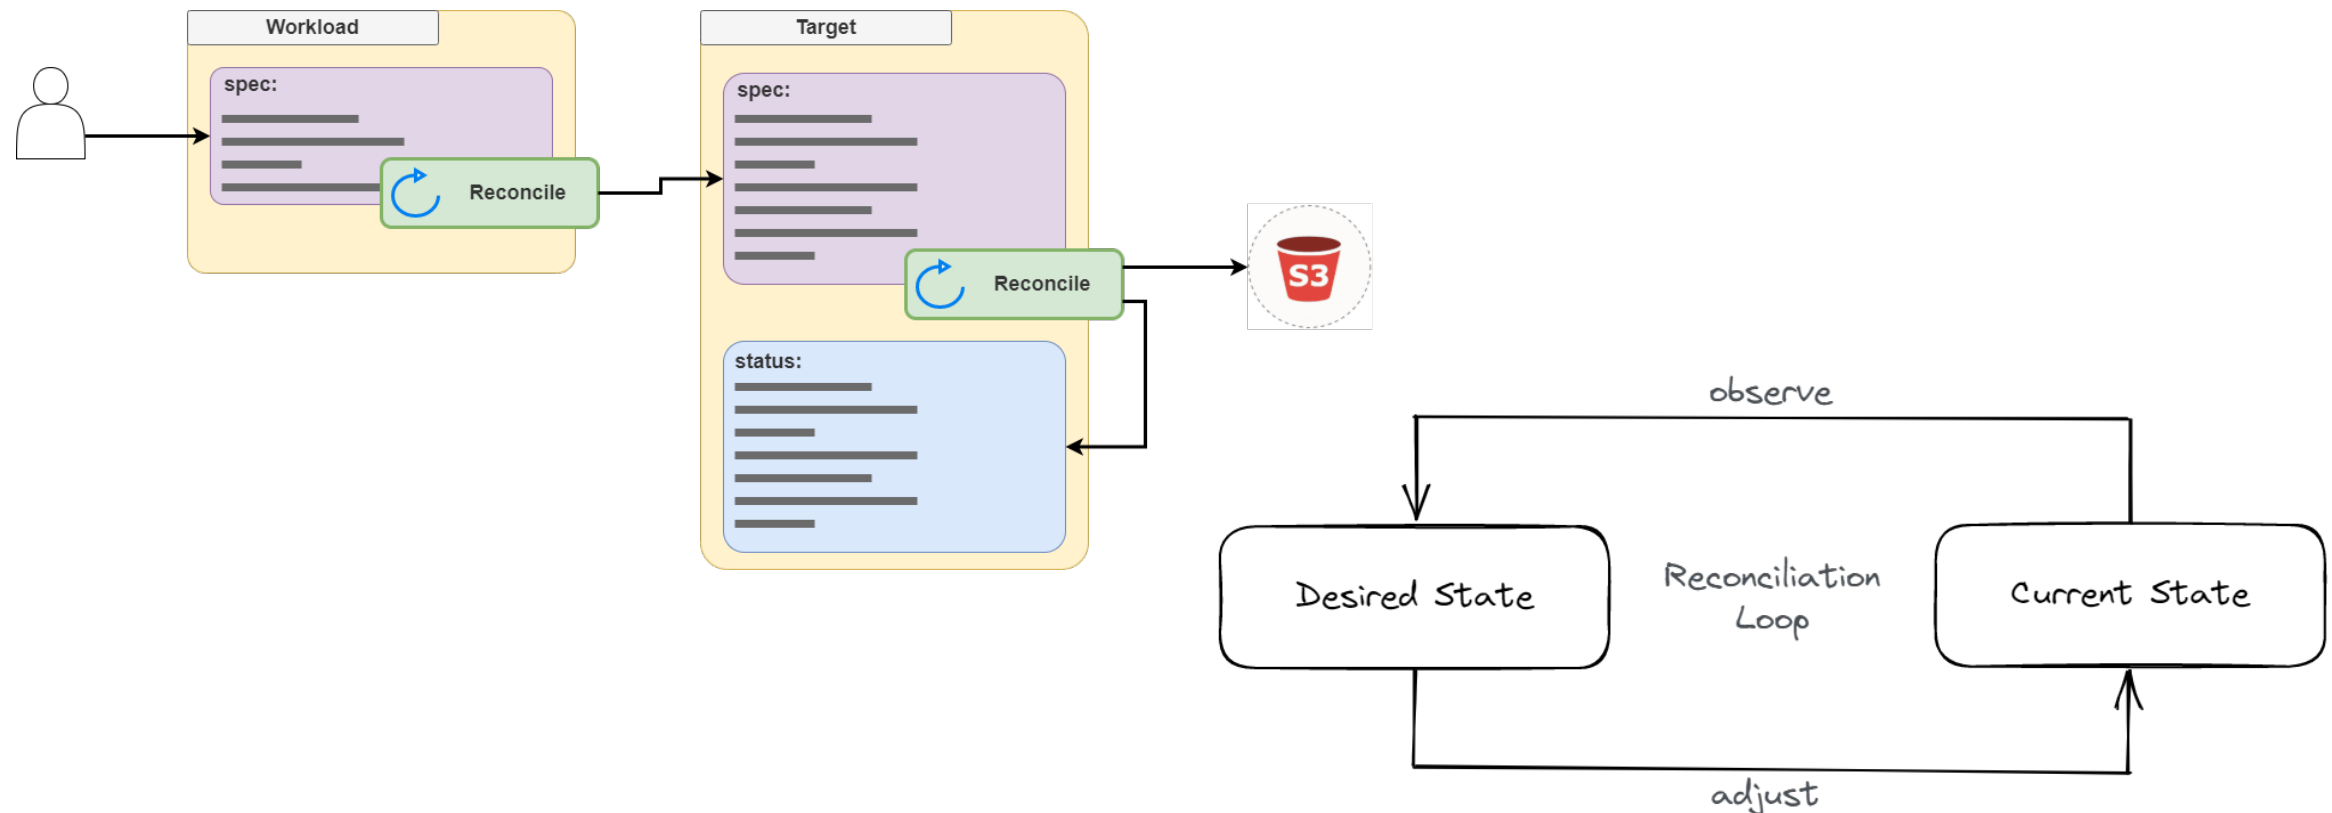 Workload
spec:
Reconcile
Target
spec:
Reconcile
status:
S3
observe
Desired State
Reconciliation
Loop
Current State
adjust